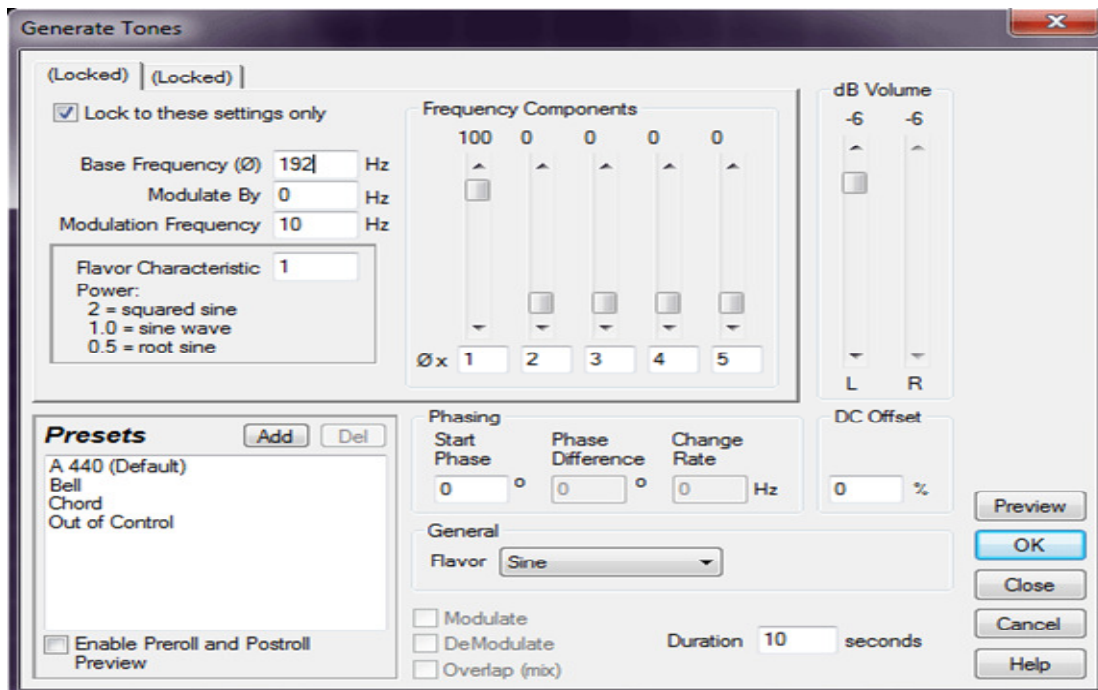 Generate Tones
(Locked) (Locked)
Lock to these settings only
Base Frequency (Ø) 192 Hz
Modulate By 0 Hz
Modulation Frequency 10 Hz
Flavor Characteristic 1
Power:
2 = squared sine
1.0 = sine wave
0.5 = root sine
Frequency Components
100 0 0 0 0
Ø x 1 2 3 4 5
dB Volume
-6 -6
L R
Presets Add Del
A 440 (Default)
Bell
Chord
Out of Control
Enable Preroll and Postroll
Preview
Phasing
Start Phase Change
Phase Difference Rate
0 ° 0 ° 0 Hz
DC Offset
0 %
General
Flavor Sine
Modulate
DeModulate
Overlap (mix)
Duration 10 seconds
Preview
OK
Close
Cancel
Help